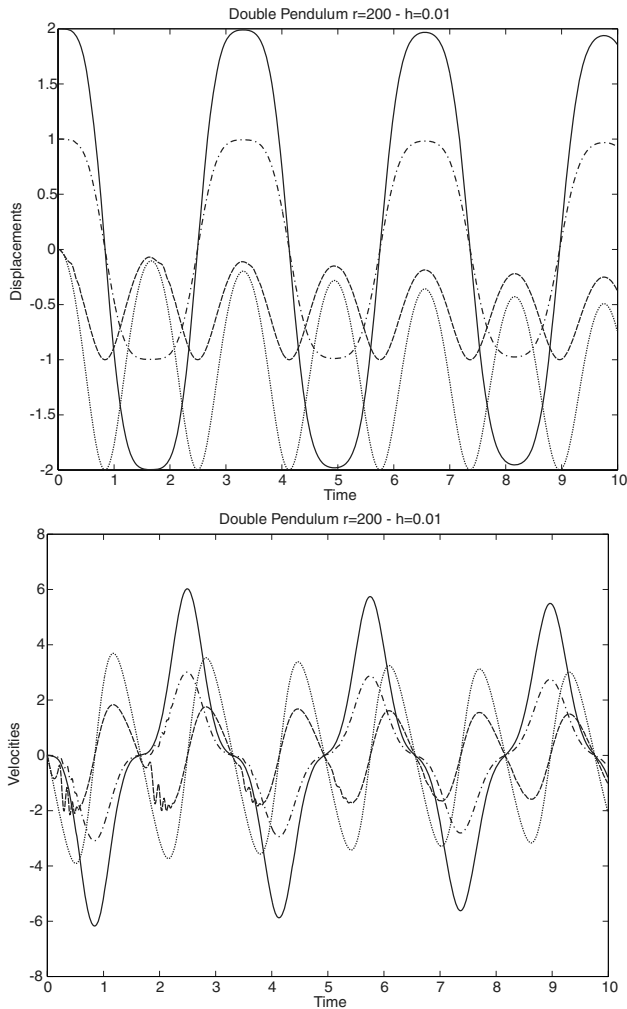 Double Pendulum r=200 - h=0.01
2
1.5
1
0.5
0
-0.5
-1
-1.5
-2
Displacements
0 1 2 3 4 5 6 7 8 9 10
Time
Double Pendulum r=200 - h=0.01
8
6
4
2
0
-2
-4
-6
-8
Velocities
0 1 2 3 4 5 6 7 8 9 10
Time